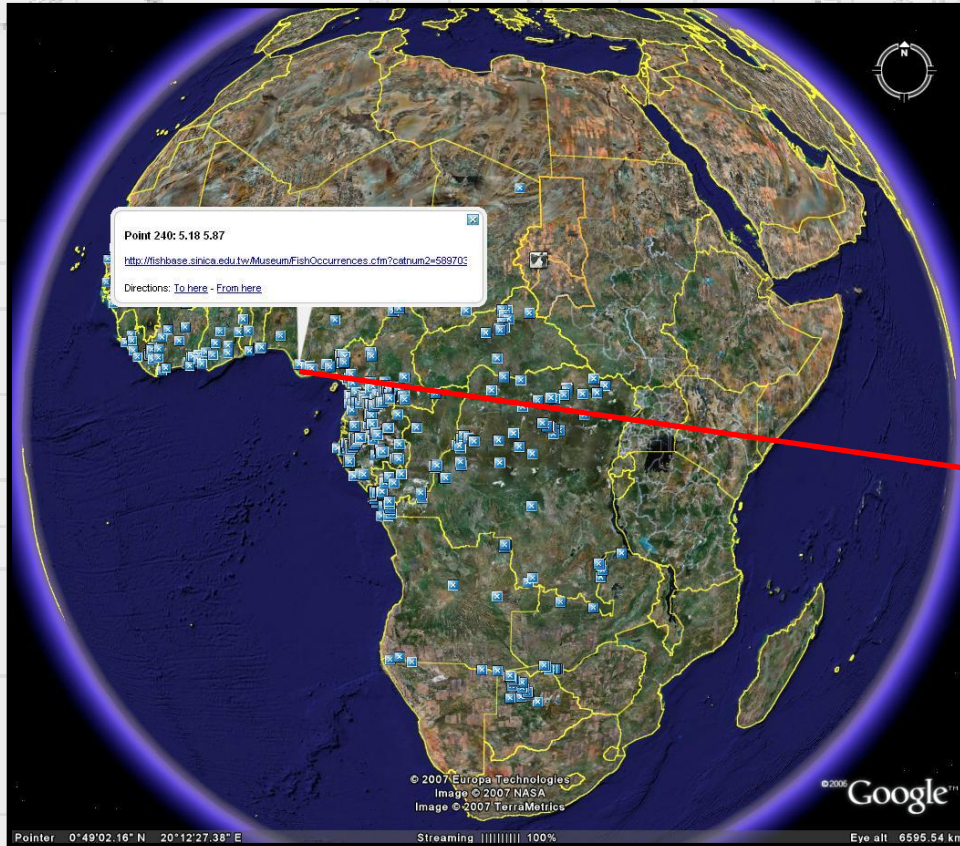 N
Point 240: 5.18 5.87
http://fishbase.sinica.edu.tw/Museum/FishOccurrences.cfm?catnum2=589703
Directions: To here - From here
© 2007 Europa Technologies
Image © 2007 NASA
Image © 2007 TerraMetrics
©2006 Google™
Pointer 0°49'02.16" N 20°12'27.38" E Streaming ||||||||| 100% Eye alt 6595.54 km